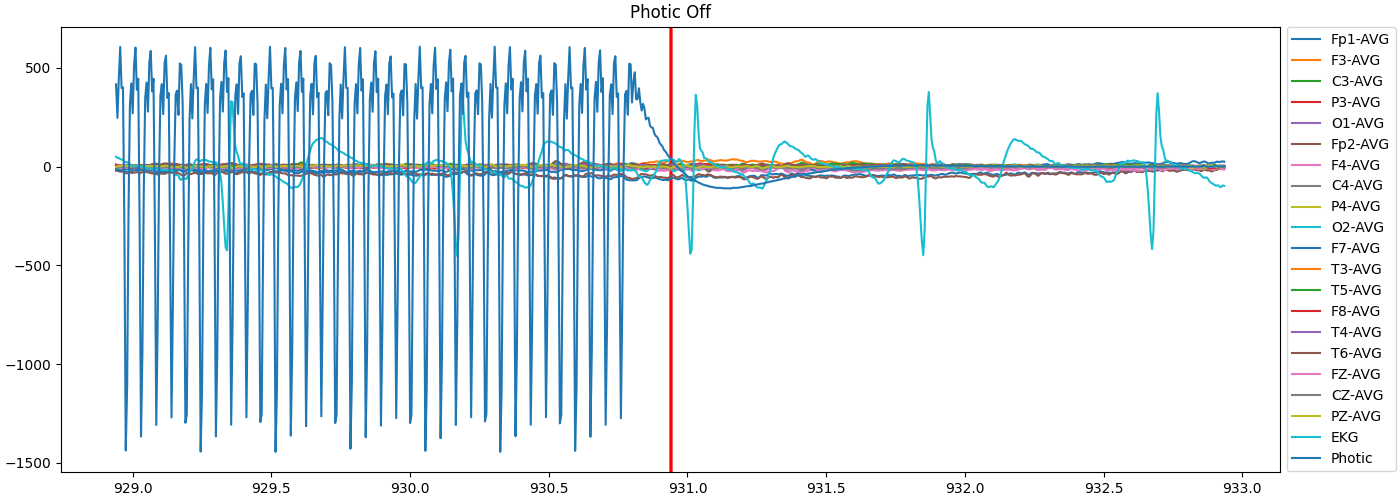 Photic Off
500
0
−500
−1000
−1500
929.0 929.5 930.0 930.5 931.0 931.5 932.0 932.5 933.0
Fp1-AVG
F3-AVG
C3-AVG
P3-AVG
O1-AVG
Fp2-AVG
F4-AVG
C4-AVG
P4-AVG
O2-AVG
F7-AVG
T3-AVG
T5-AVG
F8-AVG
T4-AVG
T6-AVG
FZ-AVG
CZ-AVG
PZ-AVG
EKG
Photic